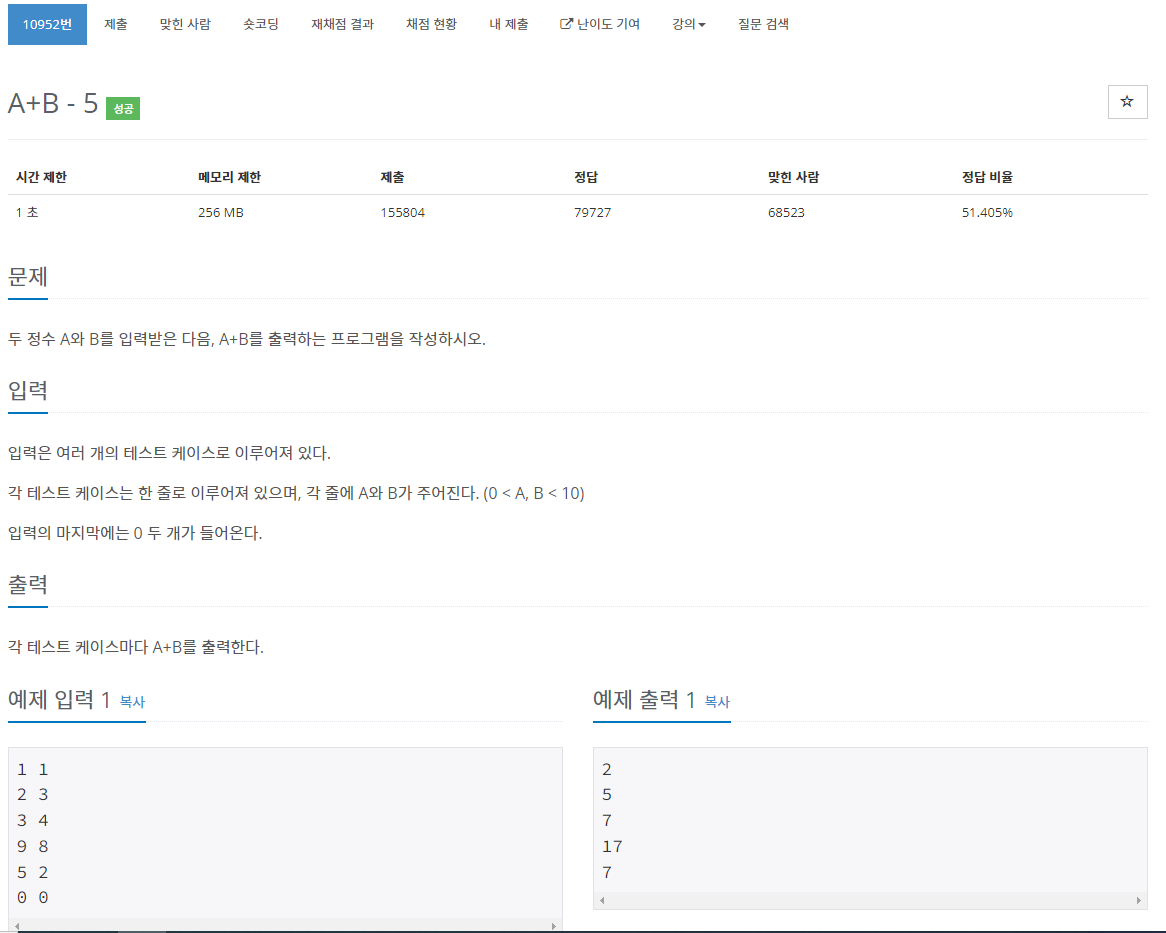 10952번 제출 맞힌 사람 숏코딩 재채점 결과 채점 현황 내 제출 난이도 기여 강의 질문 검색
A+B - 5 성공
시간 제한 메모리 제한 제출 정답 맞힌 사람 정답 비율
1 초 256 MB 155804 79727 68523 51.405%
문제
두 정수 A와 B를 입력받은 다음, A+B를 출력하는 프로그램을 작성하시오.
입력
입력은 여러 개의 테스트 케이스로 이루어져 있다.
각 테스트 케이스는 한 줄로 이루어져 있으며, 각 줄에 A와 B가 주어진다. (0 < A, B < 10)
입력의 마지막에는 0 두 개가 들어온다.
출력
각 테스트 케이스마다 A+B를 출력한다.
예제 입력 1 복사
1 1
2 3
3 4
9 8
5 2
0 0
예제 출력 1 복사
2
5
7
17
7